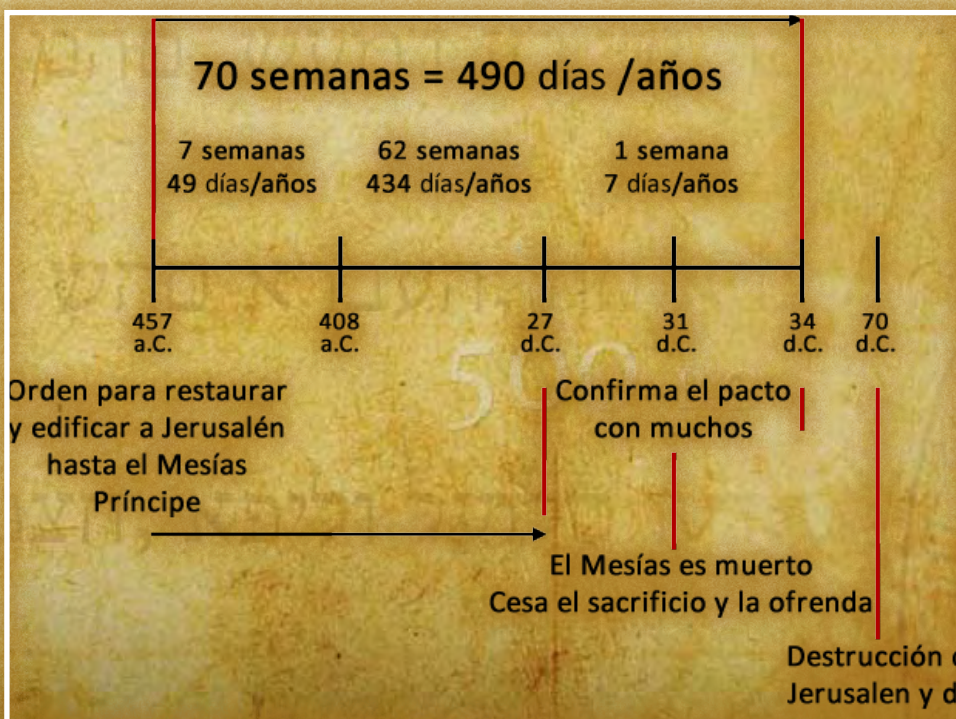 70 semanas = 490 días /años
7 semanas
49 días/años
62 semanas
434 días/años
1 semana
7 días/años
457
a.C.
408
a.C.
27
d.C.
31
d.C.
34
d.C.
70
d.C.
Orden para restaurar
y edificar a Jerusalén
hasta el Mesías
Príncipe
Confirma el pacto
con muchos
El Mesías es muerto
Cesa el sacrificio y la ofrenda
Destrucción
Jerusalen y